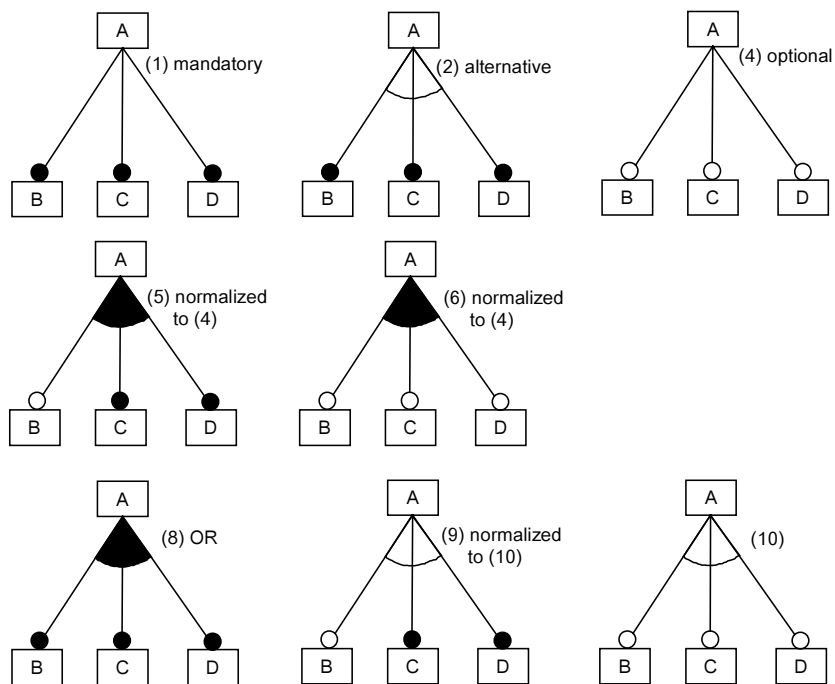 A
(1) mandatory
B
C
D
A
(2) alternative
B
C
D
A
(4) optional
B
C
D
A
(5) normalized
to (4)
B
C
D
A
(6) normalized
to (4)
B
C
D
A
(8) OR
B
C
D
A
(9) normalized
to (10)
B
C
D
A
(10)
B
C
D